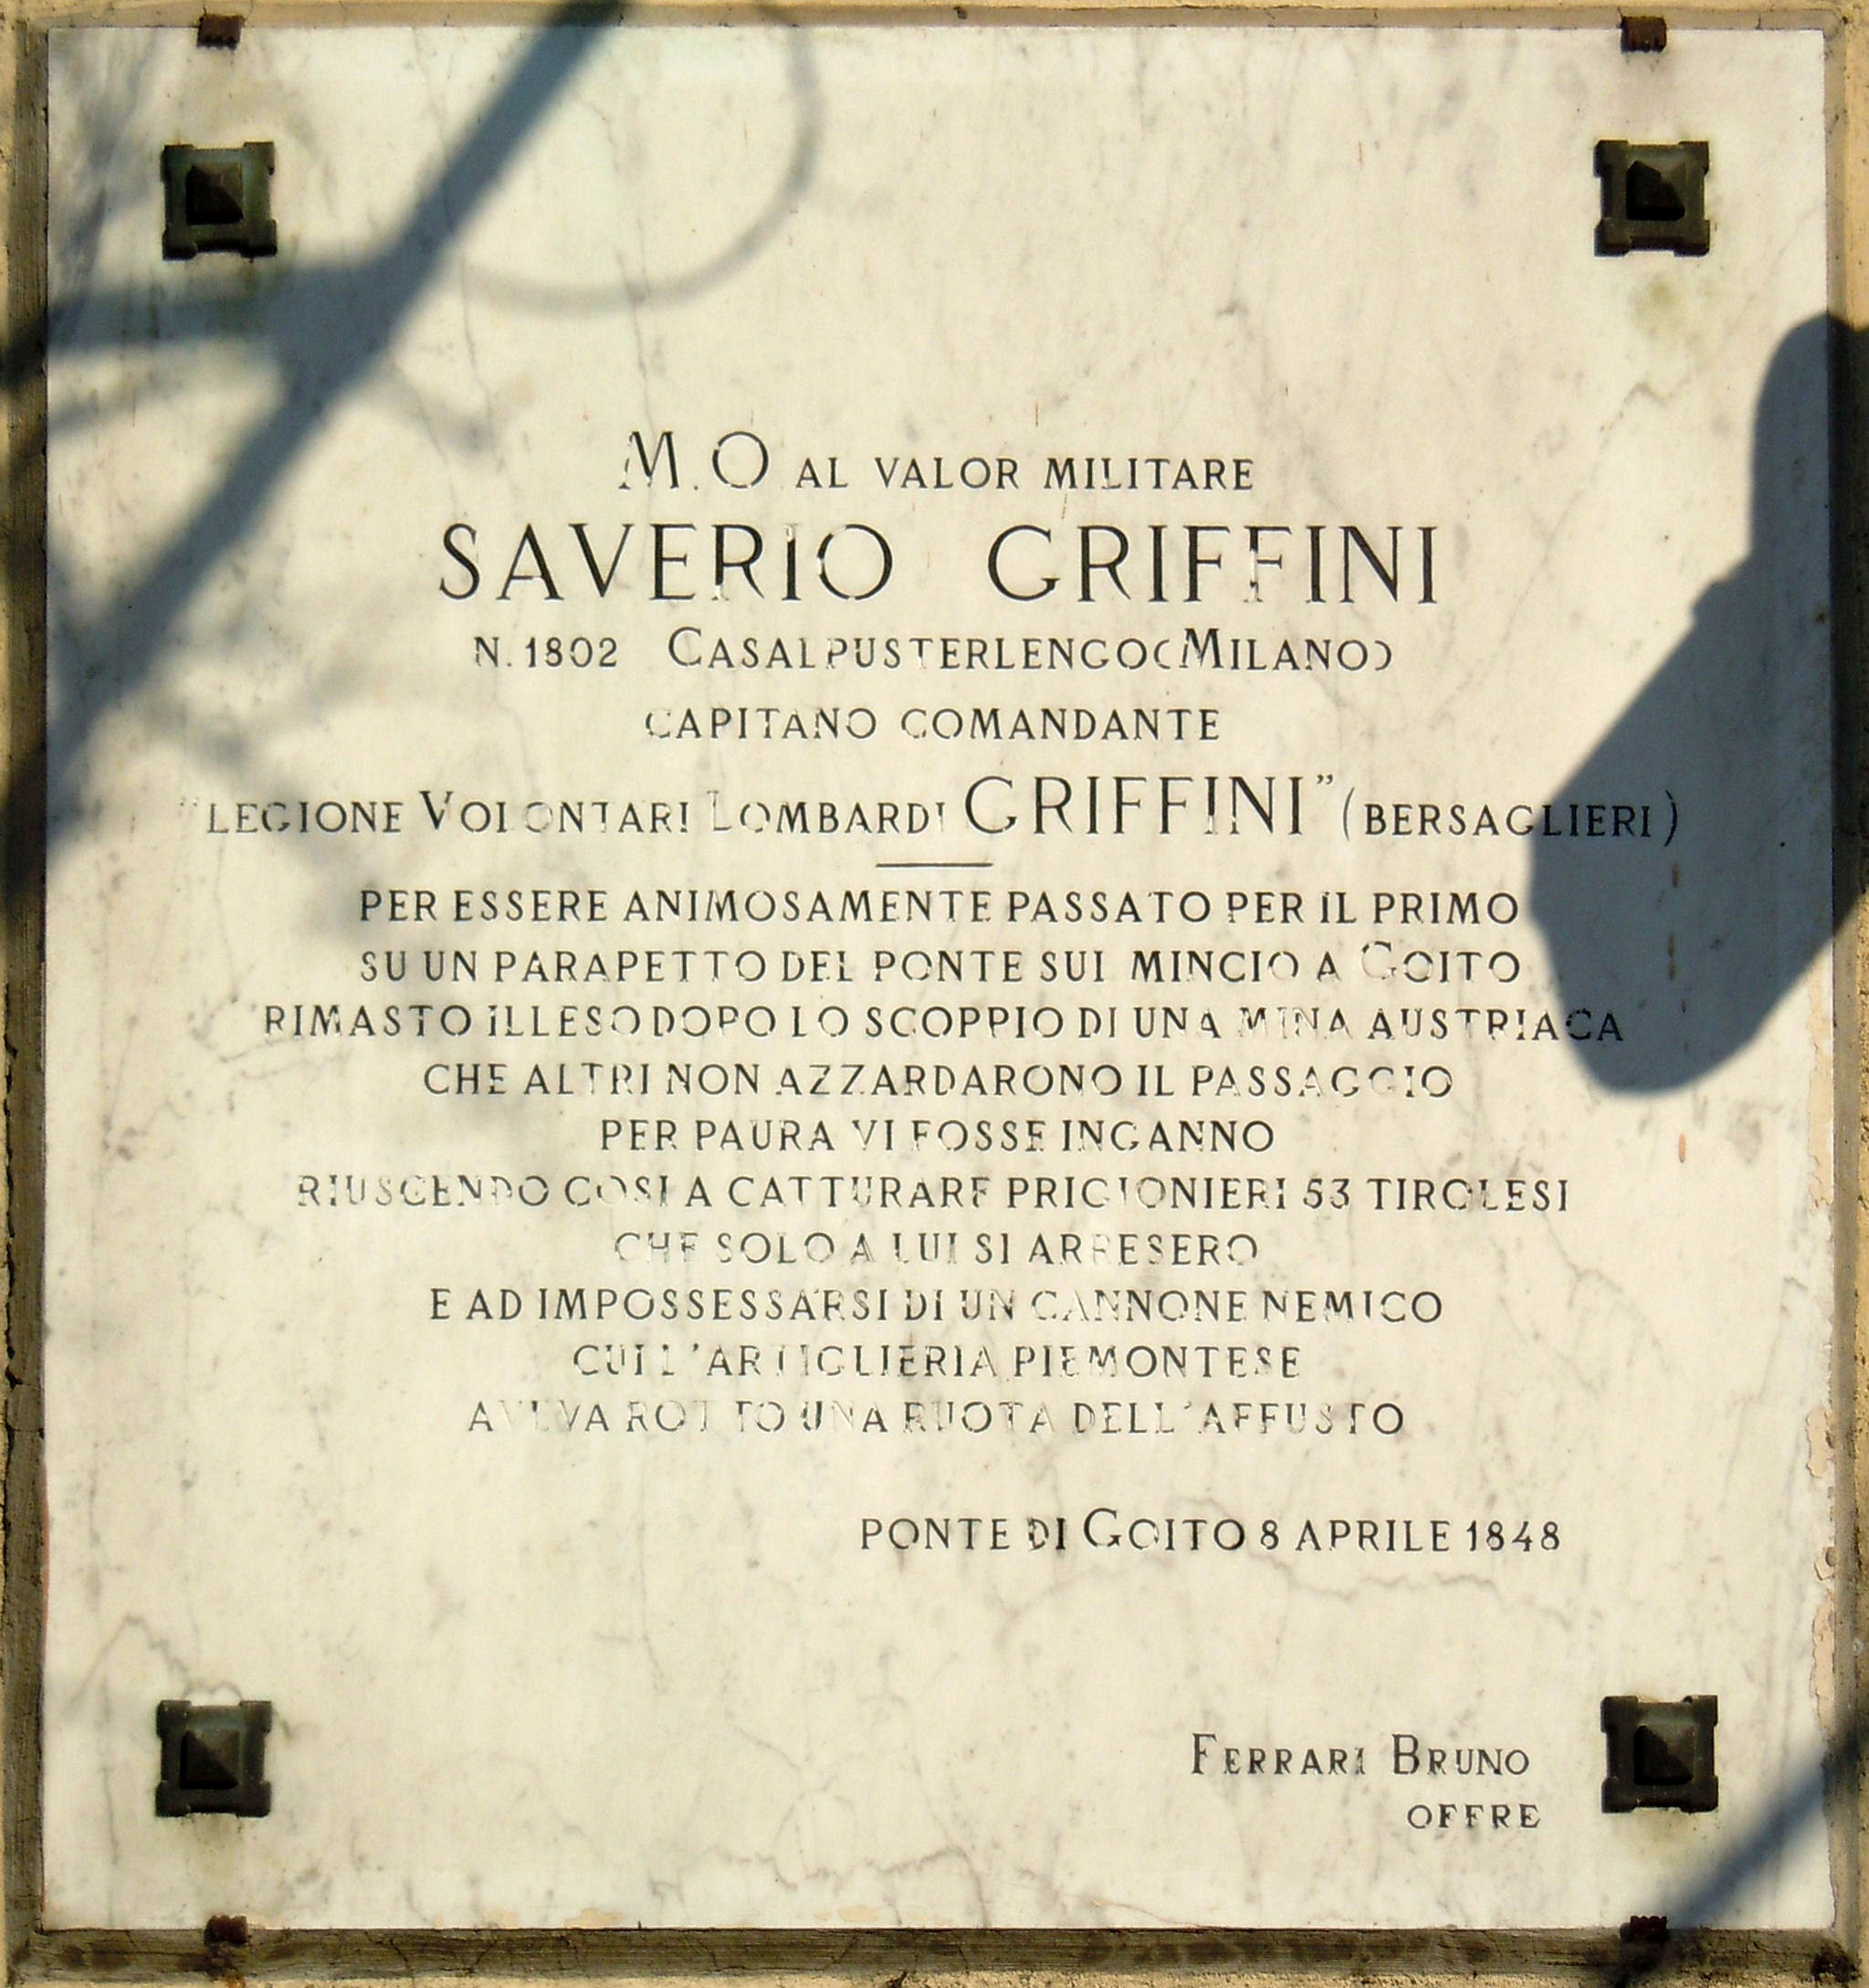 M.O AL VALOR MILITARE
SAVERIO GRIFFINI
N.1802 CASALPUSTERLENGO(MILANO)
CAPITANO COMANDANTE
"LEGIONE VOLONTARI LOMBARDI GRIFFINI" (BERSAGLIERI)
PER ESSERE ANIMOSAMENTE PASSATO PER IL PRIMO
SU UN PARAPETTO DEL PONTE SUL MINCIO A GOITO
RIMASTO ILLESO DOPO LO SCOPPIO DI UNA MINA AUSTRIACA
CHE ALTRI NON AZZARDARONO IL PASSAGGIO
PER PAURA VI FOSSE INGANNO
RIUSCENDO COSI A CATTURARE PRIGIONIERI 53 TIROLESI
CHE SOLO A LUI SI ARRESERO
E AD IMPOSSESSARSI DI UN CANNONE NEMICO
CUI L'ARTIGLIERIA PIEMONTESE
AVEVA ROTTO UNA RUOTA DELL'AFFUSTO
PONTE DI GOITO 8 APRILE 1848
FERRARI BRUNO
OFFRE